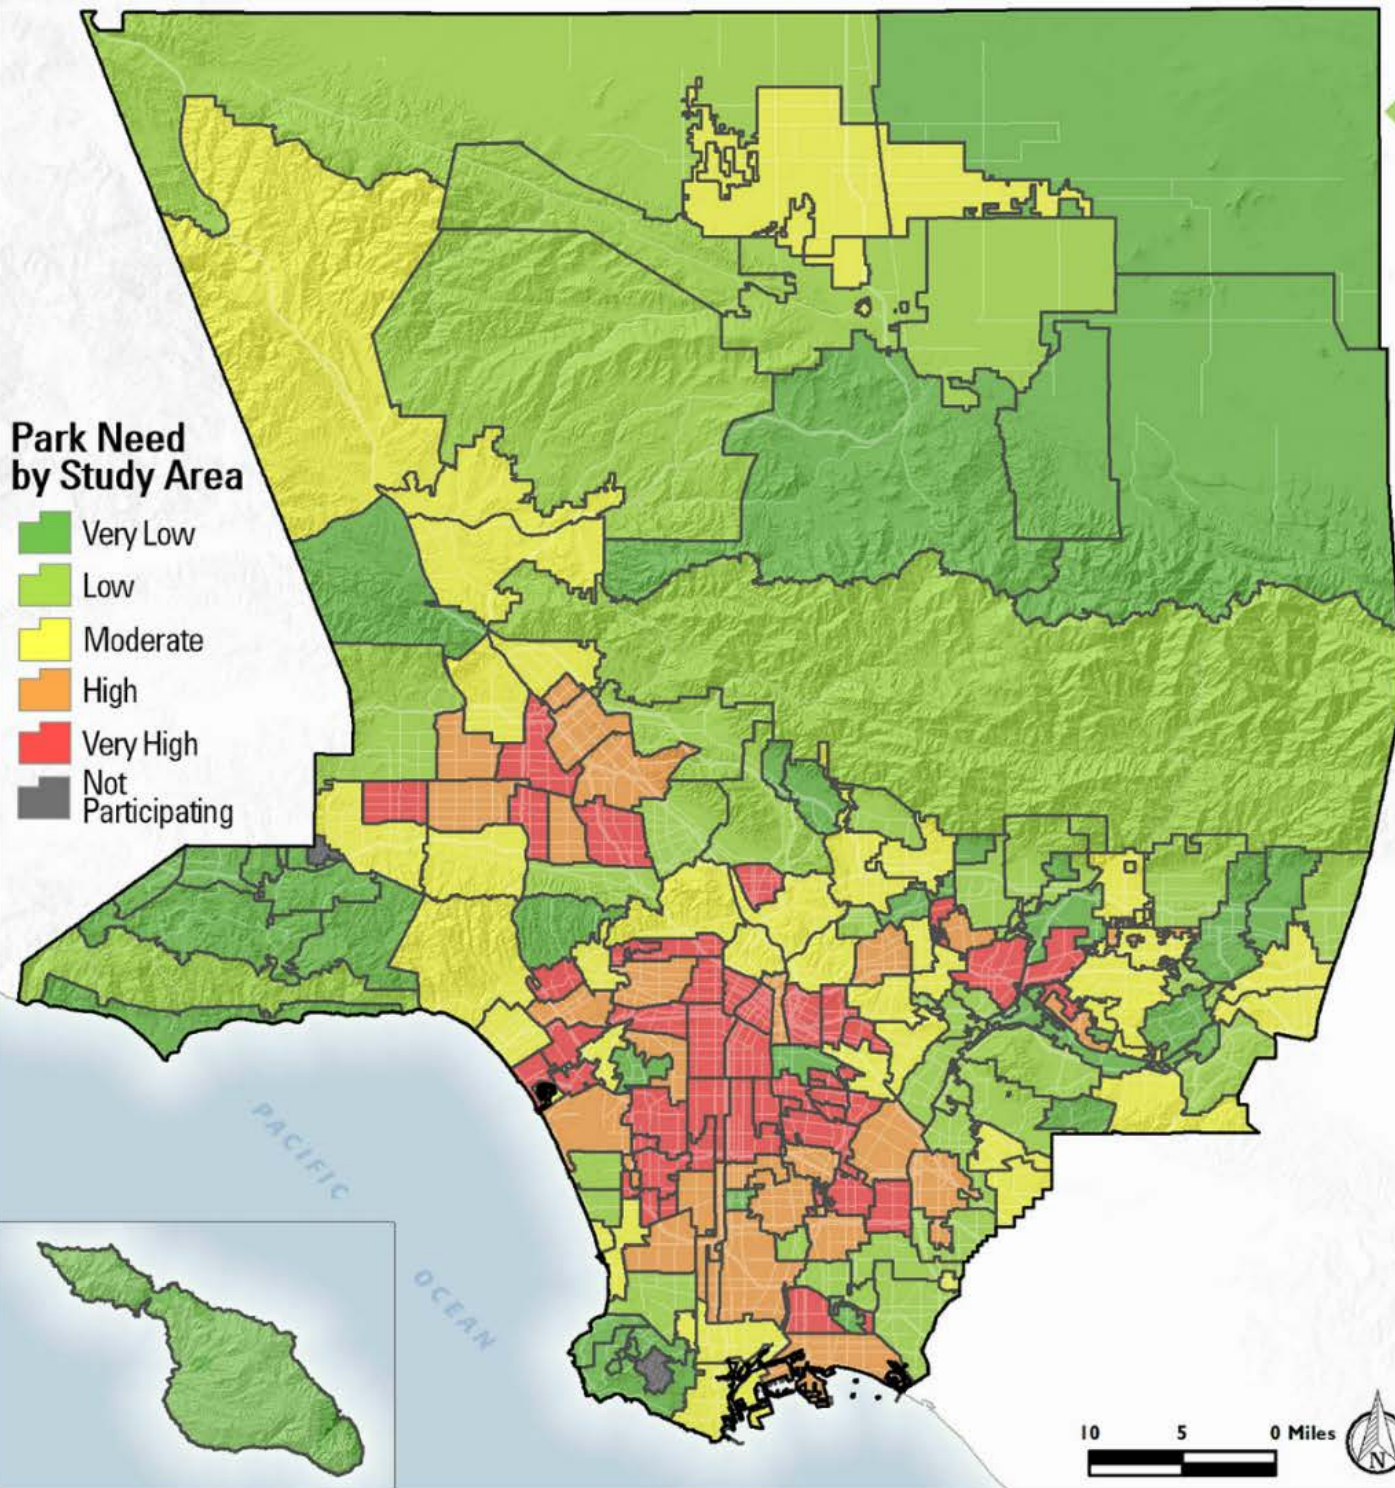 Park Need
by Study Area
Very Low
Low
Moderate
High
Very High
Not
Participating
PACIFIC
OCEAN
10 5 0 Miles
N